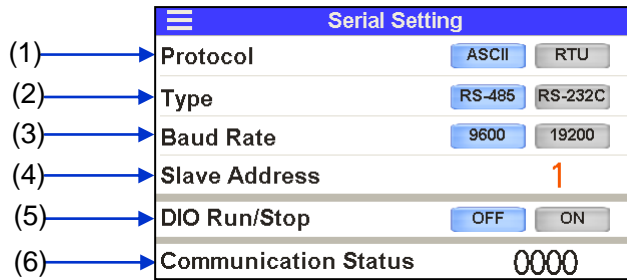 Serial Setting
(1) Protocol ASCII RTU
(2) Type RS-485 RS-232C
(3) Baud Rate 9600 19200
(4) Slave Address 1
(5) DIO Run/Stop OFF ON
(6) Communication Status 0000